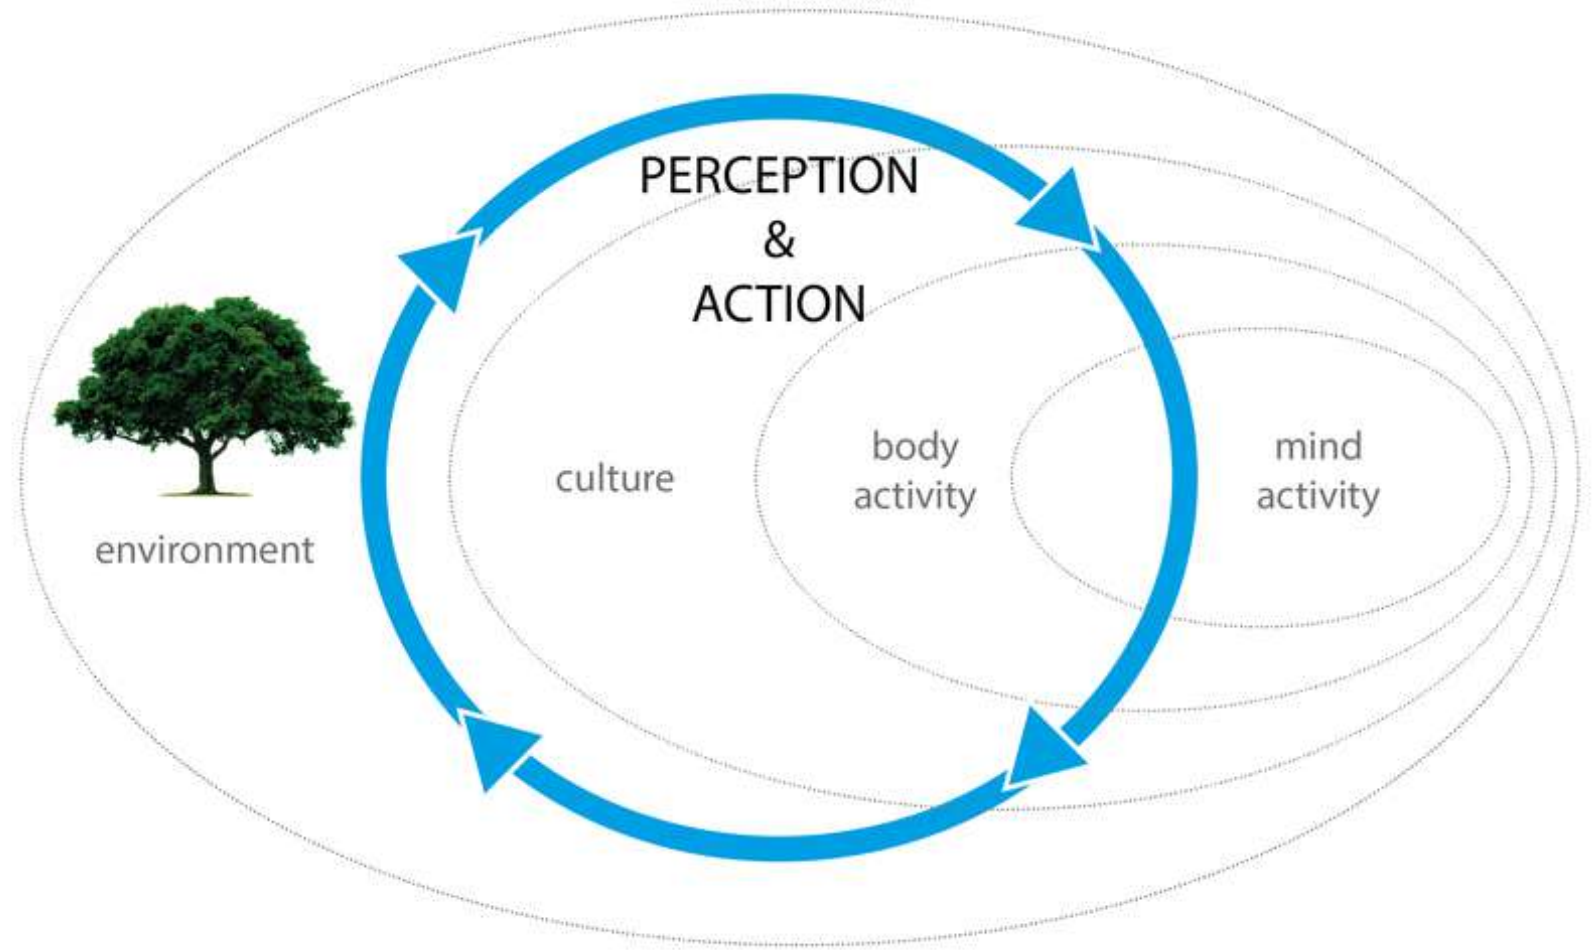 PERCEPTION
&
ACTION
environment
culture
body
activity
mind
activity